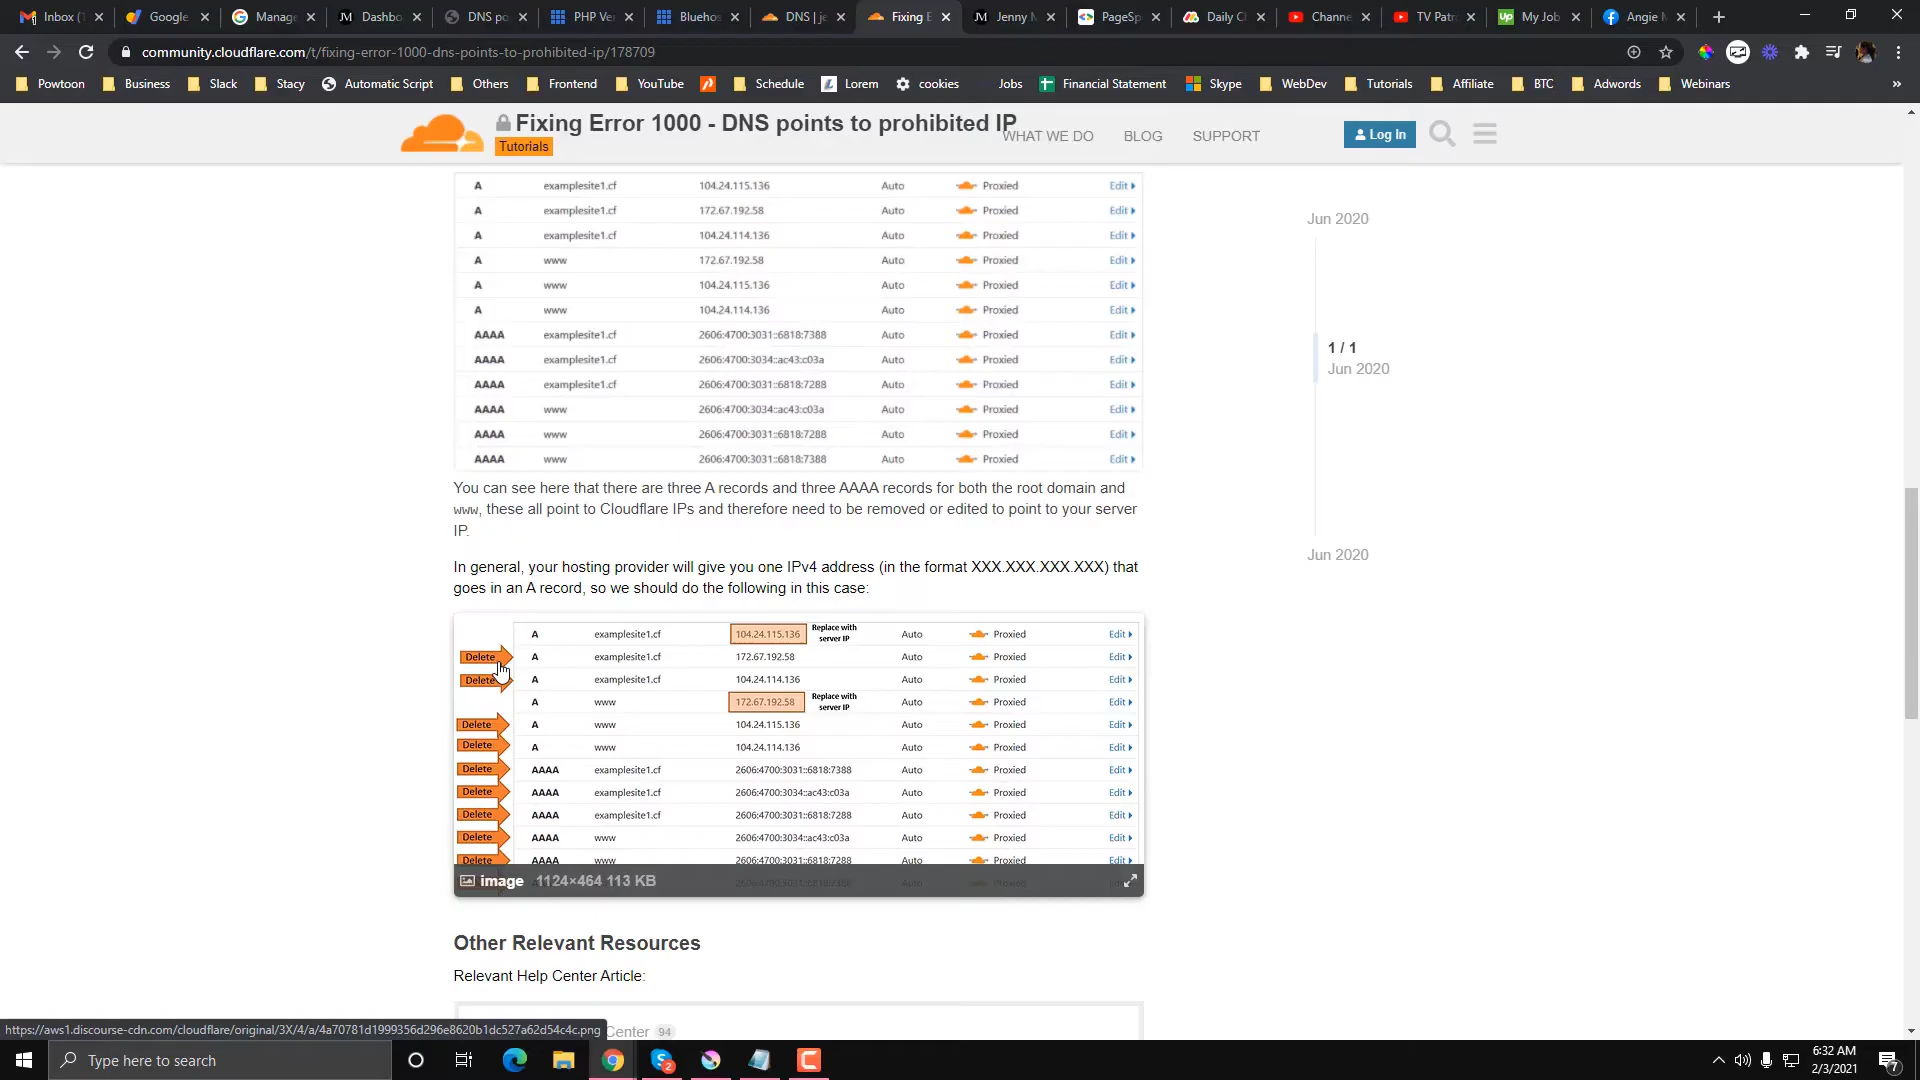 Inbox (1
Google
Manage
Dashbo
DNS po
PHP Ve
Bluehos
DNS | je
Fixing E
Jenny M
PageSp
Daily C
Channe
TV Patr
My Job
Angie M
community.cloudflare.com/t/fixing-error-1000-dns-points-to-prohibited-ip/178709
Powtoon
Business
Slack
Stacy
Automatic Script
Others
Frontend
YouTube
Schedule
Lorem
cookies
Jobs
Financial Statement
Skype
WebDev
Tutorials
Affiliate
BTC
Adwords
Webinars
»
Fixing Error 1000 - DNS points to prohibited IP
Tutorials
WHAT WE DO
BLOG
SUPPORT
Log In
A examplesite1.cf 104.24.115.136 Auto Proxied Edit
A examplesite1.cf 172.67.192.58 Auto Proxied Edit
A examplesite1.cf 104.24.114.136 Auto Proxied Edit
A www 172.67.192.58 Auto Proxied Edit
A www 104.24.115.136 Auto Proxied Edit
A www 104.24.114.136 Auto Proxied Edit
AAAA examplesite1.cf 2606:4700:3031::6818:7388 Auto Proxied Edit
AAAA examplesite1.cf 2606:4700:3034::ac43:c03a Auto Proxied Edit
AAAA examplesite1.cf 2606:4700:3031::6818:7288 Auto Proxied Edit
AAAA www 2606:4700:3034::ac43:c03a Auto Proxied Edit
AAAA www 2606:4700:3031::6818:7288 Auto Proxied Edit
AAAA www 2606:4700:3031::6818:7388 Auto Proxied Edit
Jun 2020
1 / 1
Jun 2020
Jun 2020
You can see here that there are three A records and three AAAA records for both the root domain and
www, these all point to Cloudflare IPs and therefore need to be removed or edited to point to your server
IP.
In general, your hosting provider will give you one IPv4 address (in the format XXX.XXX.XXX.XXX) that
goes in an A record, so we should do the following in this case:
A examplesite1.cf 104.24.115.136 Replace with server IP Auto Proxied Edit
Delete A examplesite1.cf 172.67.192.58 Auto Proxied Edit
Delete A examplesite1.cf 104.24.114.136 Auto Proxied Edit
A www 172.67.192.58 Replace with server IP Auto Proxied Edit
Delete A www 104.24.115.136 Auto Proxied Edit
Delete A www 104.24.114.136 Auto Proxied Edit
Delete AAAA examplesite1.cf 2606:4700:3031::6818:7388 Auto Proxied Edit
Delete AAAA examplesite1.cf 2606:4700:3034::ac43:c03a Auto Proxied Edit
Delete AAAA examplesite1.cf 2606:4700:3031::6818:7288 Auto Proxied Edit
Delete AAAA www 2606:4700:3034::ac43:c03a Auto Proxied Edit
Delete AAAA www 2606:4700:3031::6818:7288 Auto Proxied Edit
image 1124×464 113 KB
Other Relevant Resources
Relevant Help Center Article:
https://aws1.discourse-cdn.com/cloudflare/original/3X/4/a/4a70781d1999356d296e8620b1dc527a62d54c4c.png
Center 94
Type here to search
2
6:32 AM
2/3/2021
7